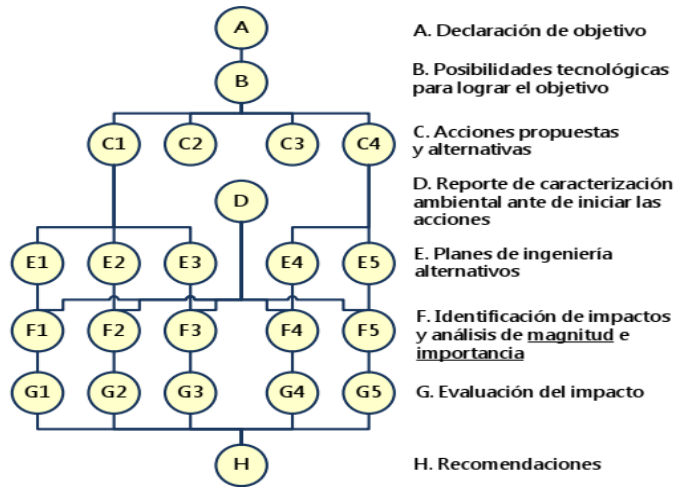 A
A. Declaración de objetivo
B
B. Posibilidades tecnológicas
para lograr el objetivo
C1 C2 C3 C4
C. Acciones propuestas
y alternativas
D
D. Reporte de caracterización
ambiental ante de iniciar las
acciones
E1 E2 E3 E4 E5
E. Planes de ingeniería
alternativos
F1 F2 F3 F4 F5
F. Identificación de impactos
y análisis de magnitud e
importancia
G1 G2 G3 G4 G5
G. Evaluación del impacto
H
H. Recomendaciones